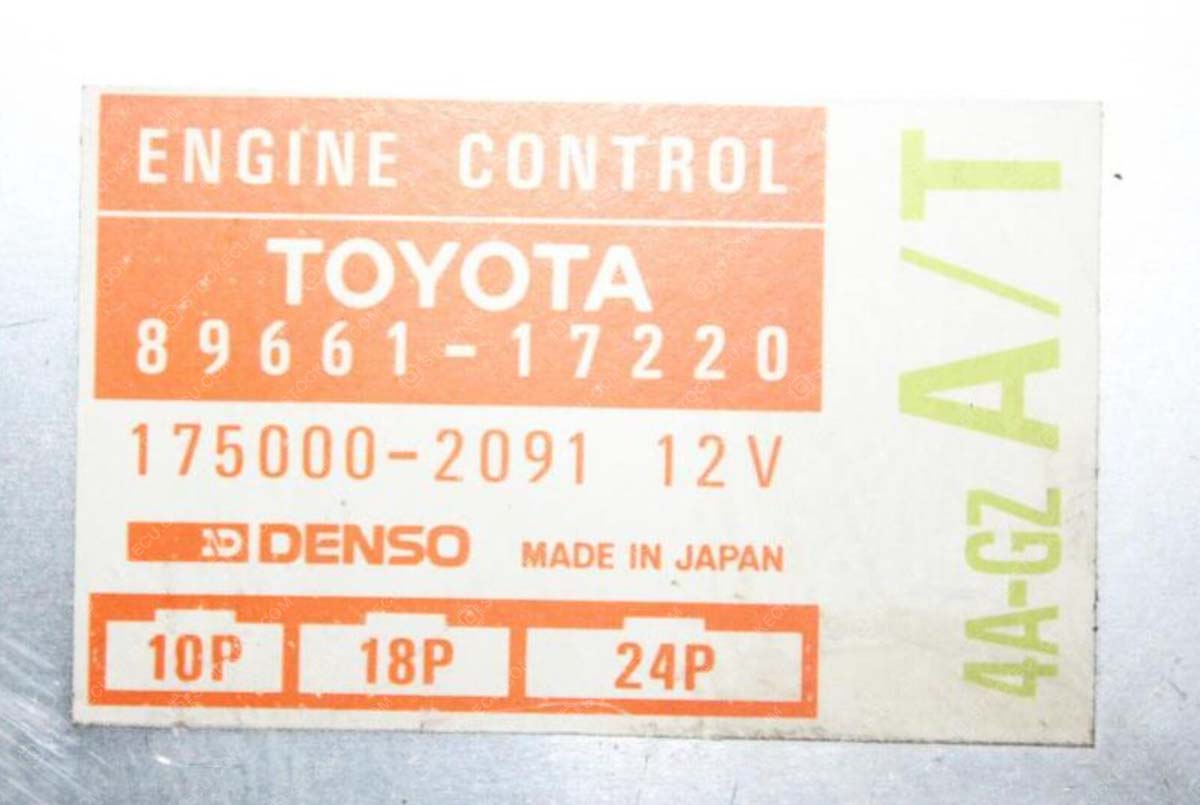 ENGINE CONTROL
TOYOTA
89661-17220
175000-2091 12V
DENSO MADE IN JAPAN
10P 18P 24P
4A-GZ A/T